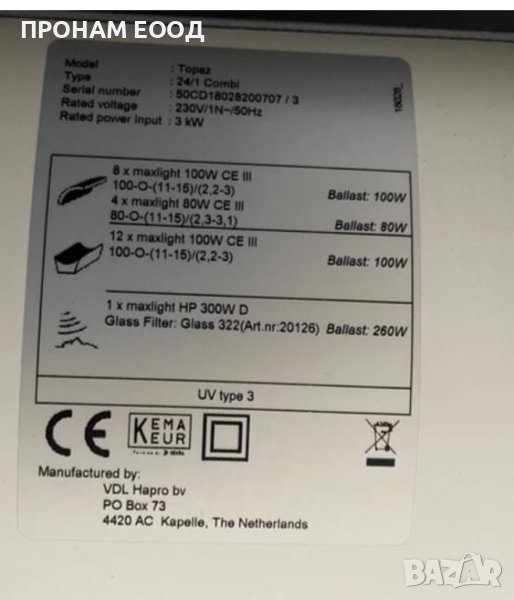 ПРОНАМ ЕООД
Model : Topaz
Type : 24/1 Combi
Serial number : 50CD18028200707 / 3
Rated voltage : 230V/1N~/50Hz
Rated power input : 3 kW
18028_
8 x maxlight 100W CE III
100-O-(11-15)/(2,2-3) Ballast: 100W
4 x maxlight 80W CE III
80-O-(11-15)/(2,3-3,1) Ballast: 80W
12 x maxlight 100W CE III
100-O-(11-15)/(2,2-3) Ballast: 100W
1 x maxlight HP 300W D
Glass Filter: Glass 322(Art.nr:20126) Ballast: 260W
UV type 3
CE
KEMA
KEUR
Manufactured by:
VDL Hapro bv
PO Box 73
4420 AC Kapelle, The Netherlands
BAZAR